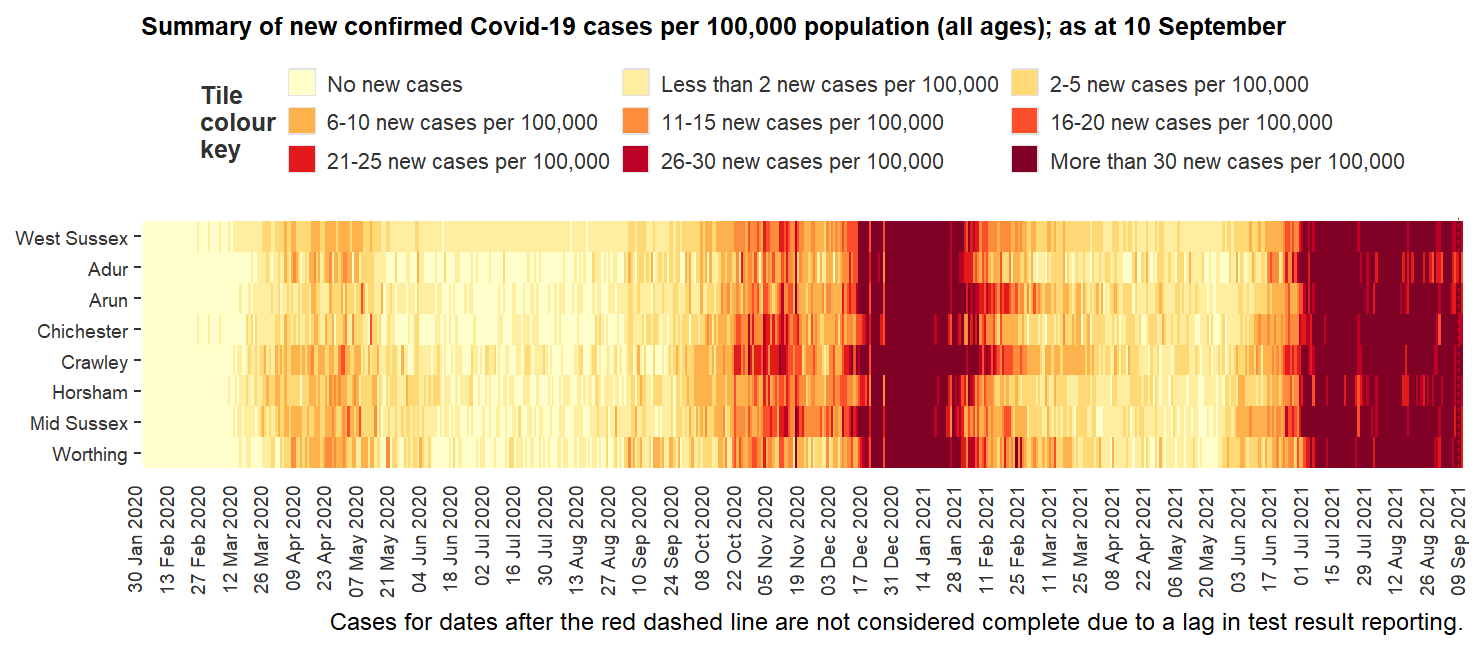 Summary of new confirmed Covid-19 cases per 100,000 population (all ages); as at 10 September
Tile
colour
key
No new cases
Less than 2 new cases per 100,000
2-5 new cases per 100,000
6-10 new cases per 100,000
11-15 new cases per 100,000
16-20 new cases per 100,000
21-25 new cases per 100,000
26-30 new cases per 100,000
More than 30 new cases per 100,000
West Sussex
Adur
Arun
Chichester
Crawley
Horsham
Mid Sussex
Worthing
30 Jan 2020
13 Feb 2020
27 Feb 2020
12 Mar 2020
26 Mar 2020
09 Apr 2020
23 Apr 2020
07 May 2020
21 May 2020
04 Jun 2020
18 Jun 2020
02 Jul 2020
16 Jul 2020
30 Jul 2020
13 Aug 2020
27 Aug 2020
10 Sep 2020
24 Sep 2020
08 Oct 2020
22 Oct 2020
05 Nov 2020
19 Nov 2020
03 Dec 2020
17 Dec 2020
31 Dec 2020
14 Jan 2021
28 Jan 2021
11 Feb 2021
25 Feb 2021
11 Mar 2021
25 Mar 2021
08 Apr 2021
22 Apr 2021
06 May 2021
20 May 2021
03 Jun 2021
17 Jun 2021
01 Jul 2021
15 Jul 2021
29 Jul 2021
12 Aug 2021
26 Aug 2021
09 Sep 2021
Cases for dates after the red dashed line are not considered complete due to a lag in test result reporting.